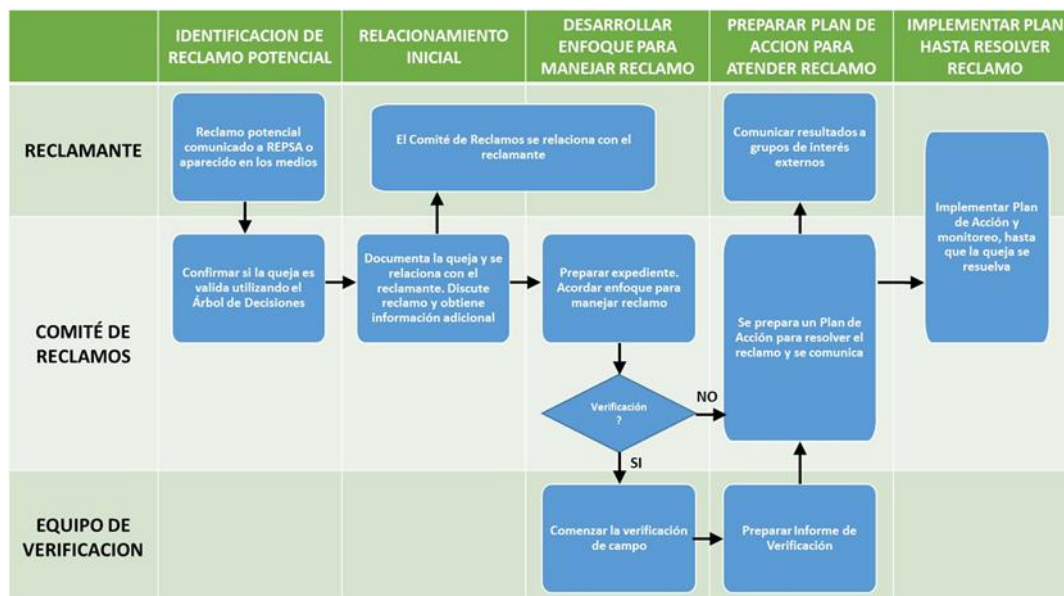 IDENTIFICACION DE
RECLAMO POTENCIAL
RELACIONAMIENTO
INICIAL
DESARROLLAR
ENFOQUE PARA
MANEJAR RECLAMO
PREPARAR PLAN DE
ACCION PARA
ATENDER RECLAMO
IMPLEMENTAR PLAN
HASTA RESOLVER
RECLAMO
RECLAMANTE
Reclamo potencial
comunicado a REPSA o
aparecido en los medios
El Comité de Reclamos se relaciona con el
reclamante
Comunicar resultados a
grupos de interés
externos
Implementar Plan
de Acción y
monitoreo, hasta
que la queja se
resuelva
COMITÉ DE
RECLAMOS
Confirmar si la queja es
valida utilizando el
Árbol de Decisiones
Documenta la queja y se
relaciona con el
reclamante. Discute
reclamo y obtiene
información adicional
Preparar expediente.
Acordar enfoque para
manejar reclamo
Se prepara un Plan de
Acción para resolver el
reclamo y se comunica
Verificación
?
NO
SI
EQUIPO DE
VERIFICACION
Comenzar la verificación
de campo
Preparar Informe de
Verificación